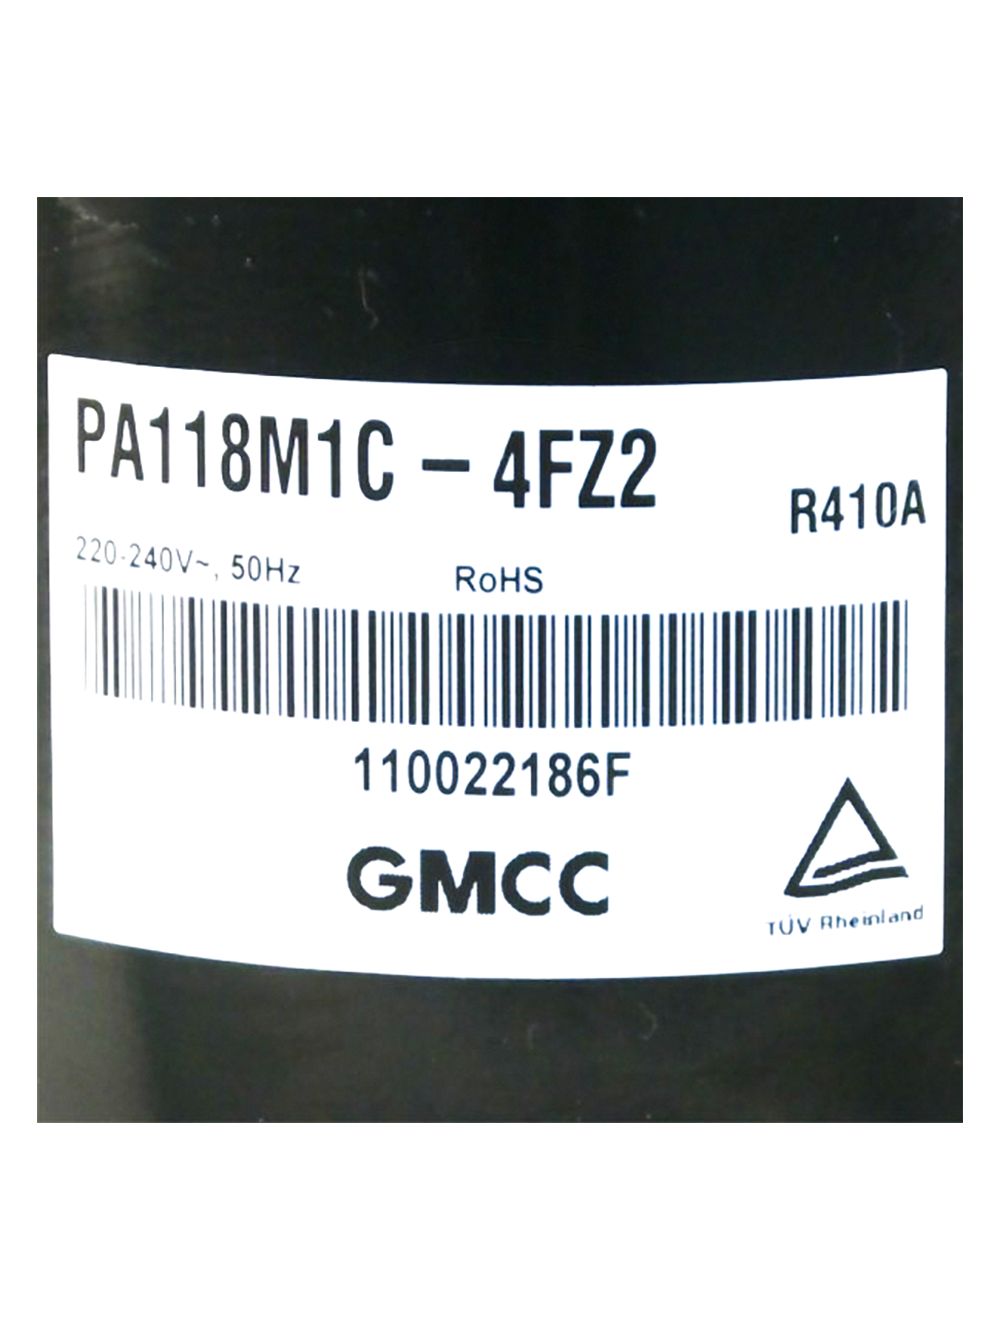 PA118M1C - 4FZ2
R410A
220-240V~, 50Hz
RoHS
110022186F
GMCC
TÜV Rheinland